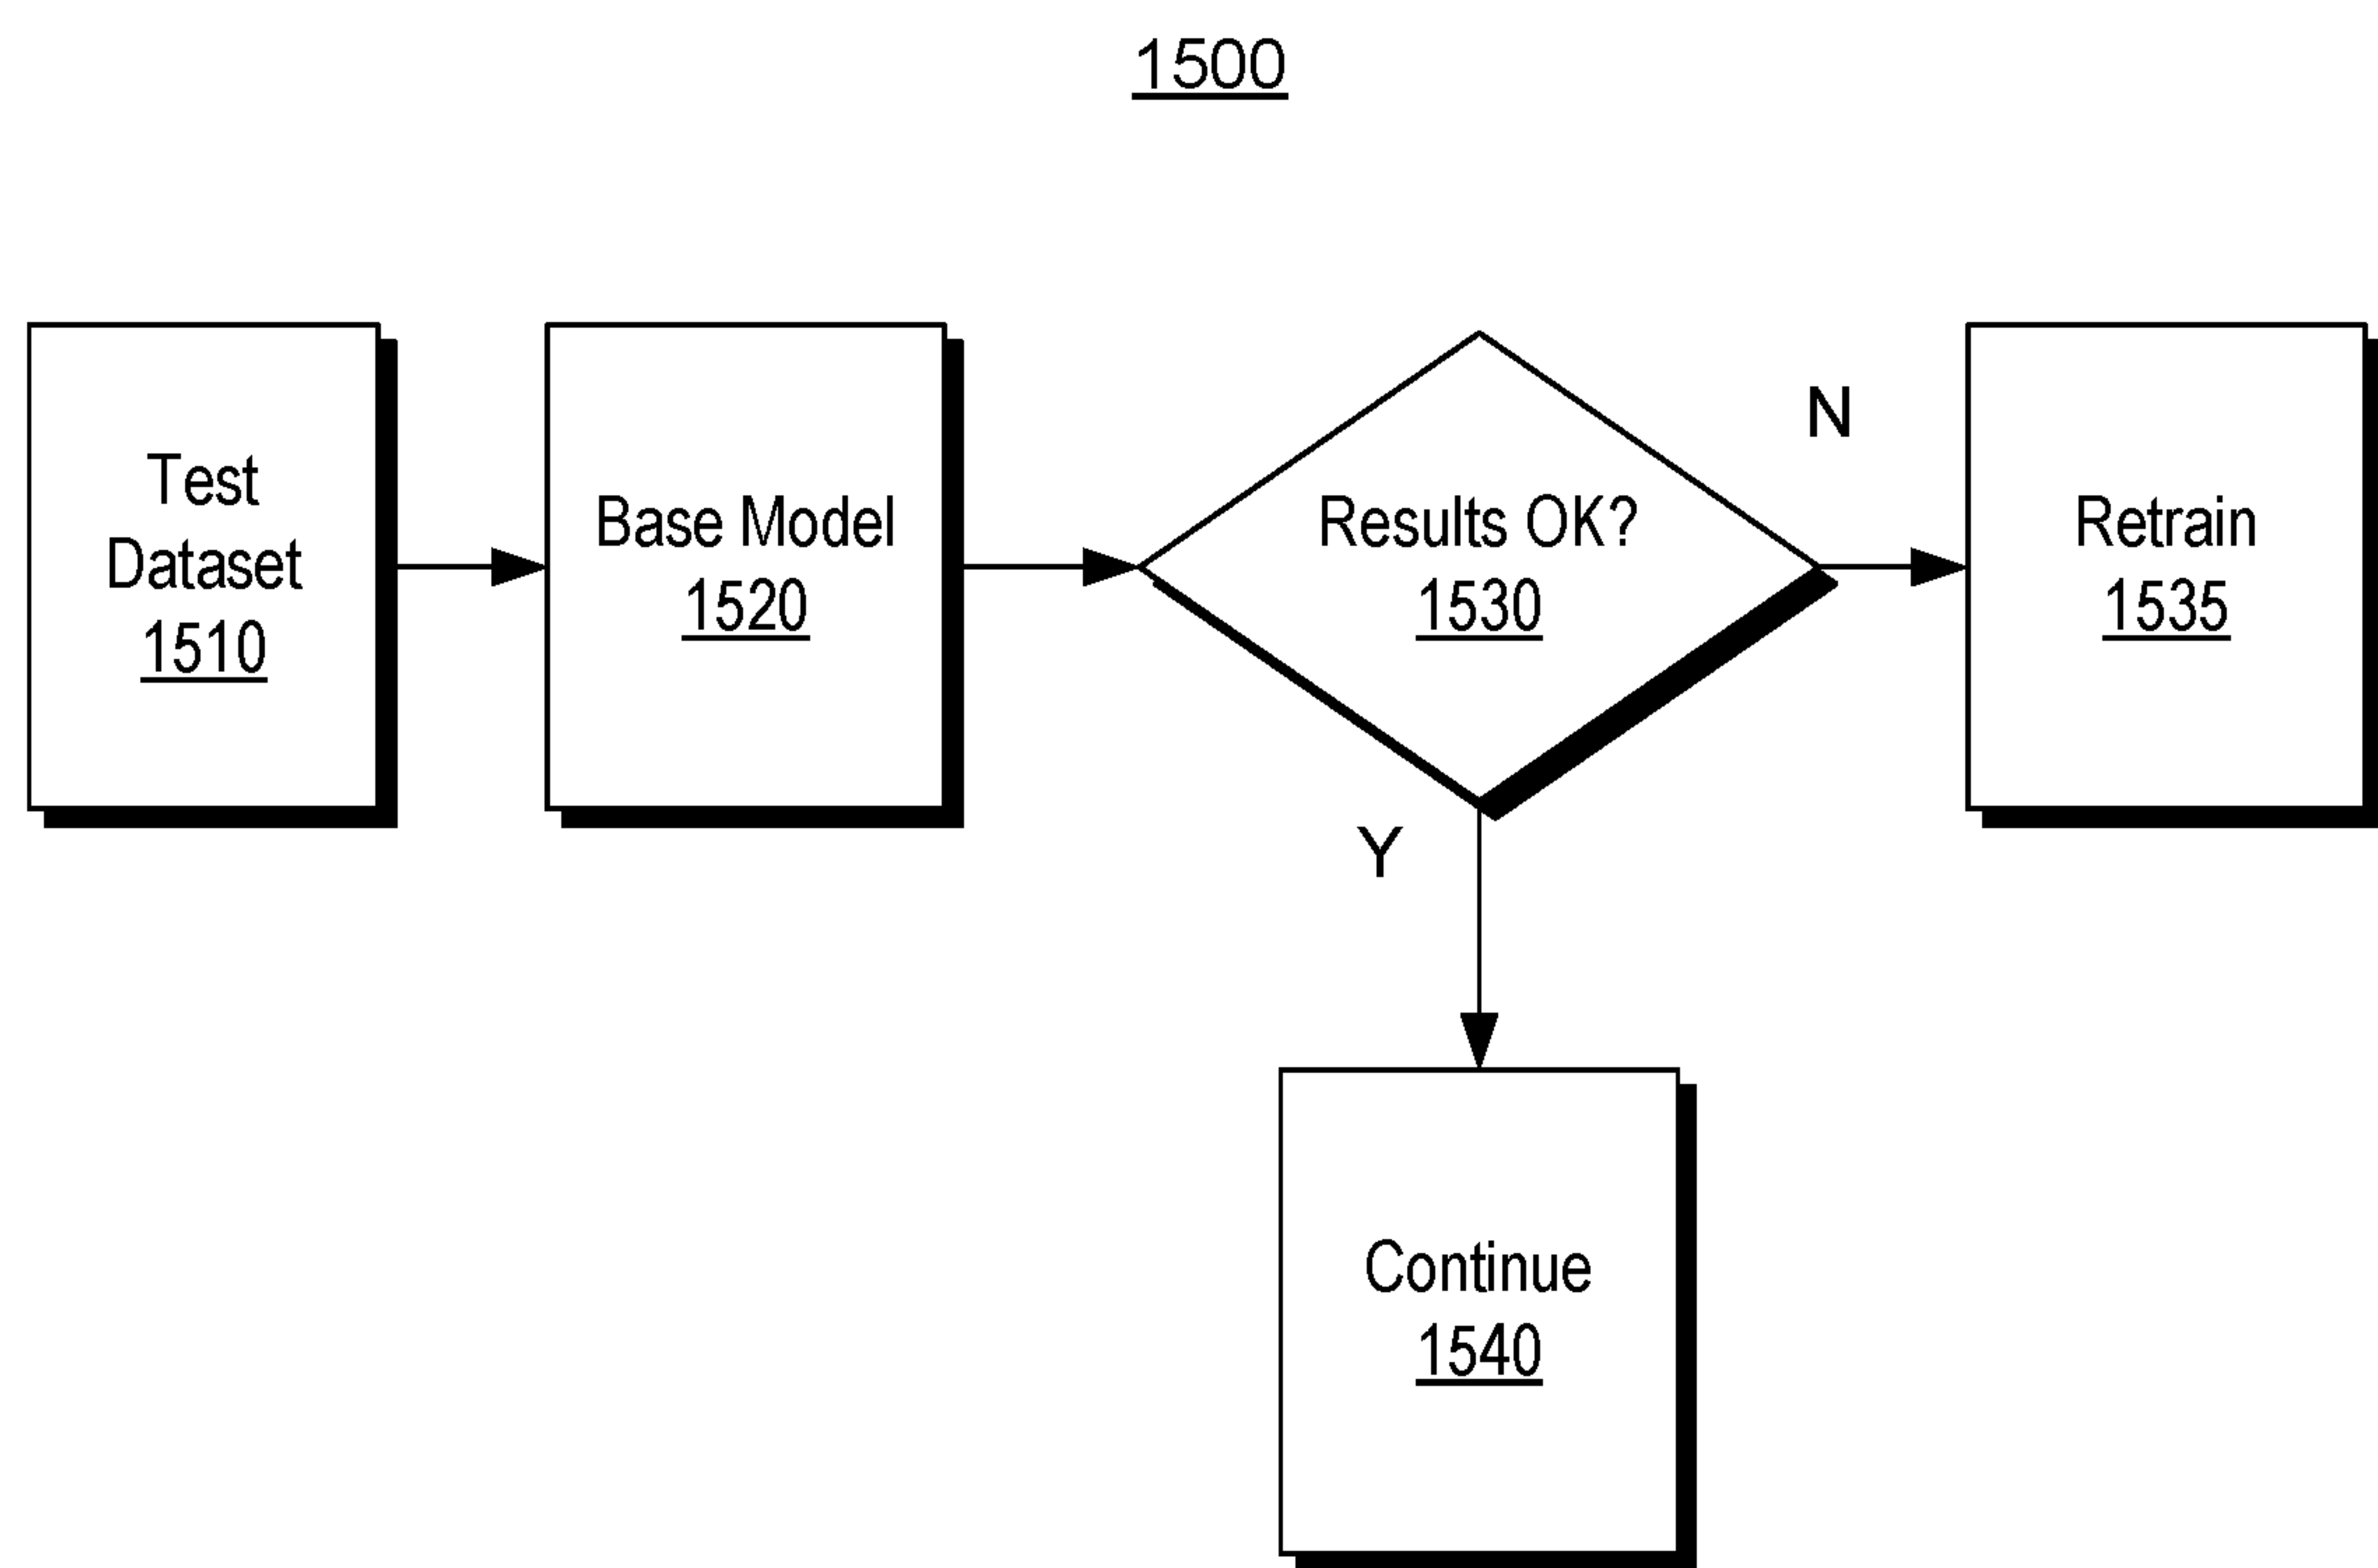 1500
Test
Dataset
1510
Base Model
1520
Results OK?
1530
N
Retrain
1535
Y
Continue
1540